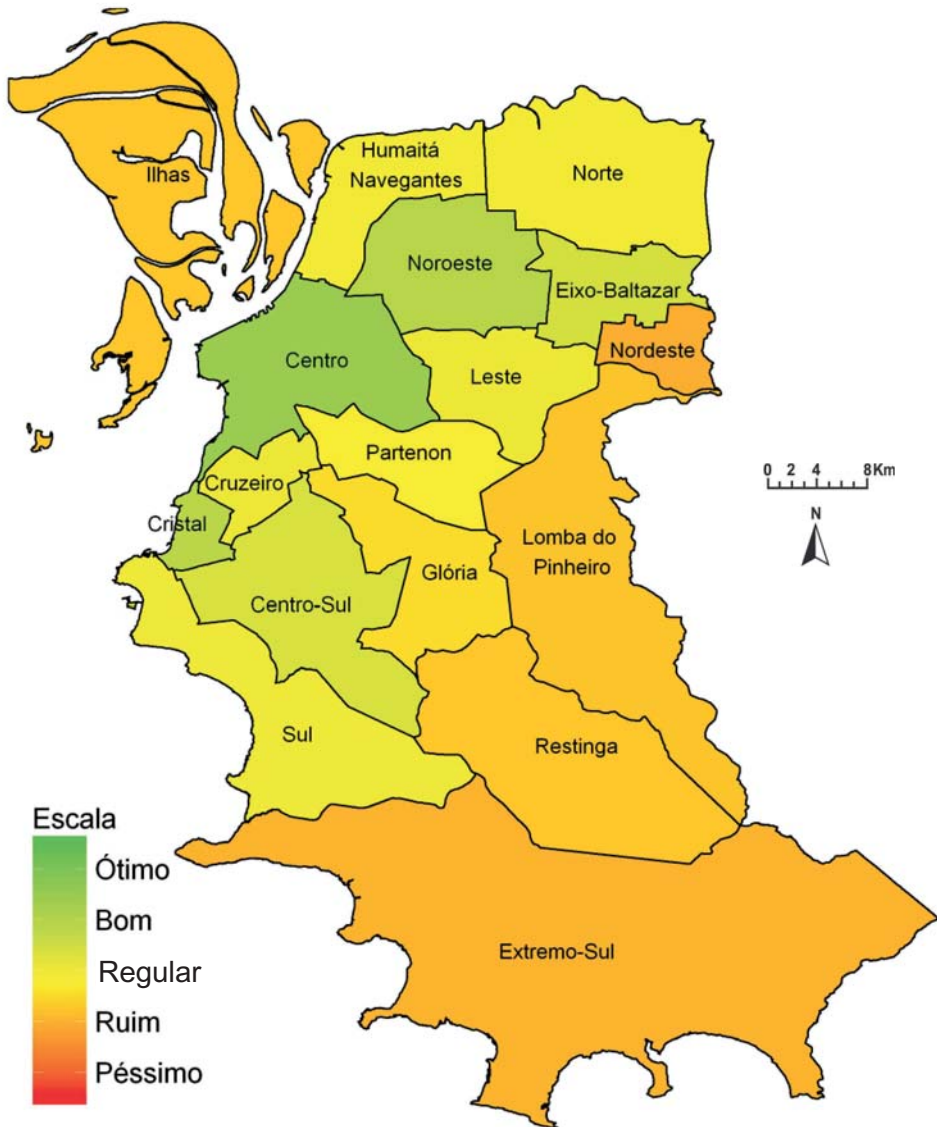 Ilhas
Humaitá
Navegantes
Norte
Noroeste
Eixo-Baltazar
Nordeste
Centro
Leste
Partenon
Cruzeiro
Cristal
Lomba do
Pinheiro
Glória
Centro-Sul
Sul
Restinga
Extremo-Sul
0 2 4 8Km
N
Escala
Ótimo
Bom
Regular
Ruim
Péssimo